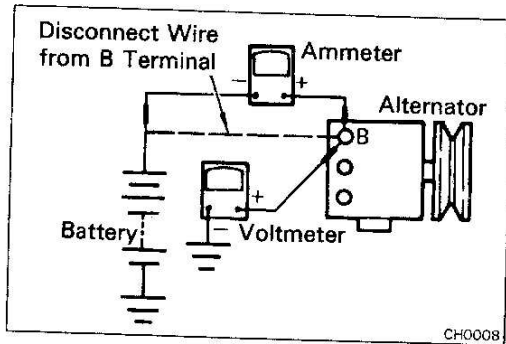 Disconnect Wire
from B Terminal
Ammeter
- +
Alternator
B
+
-
Battery
Voltmeter
CH0008